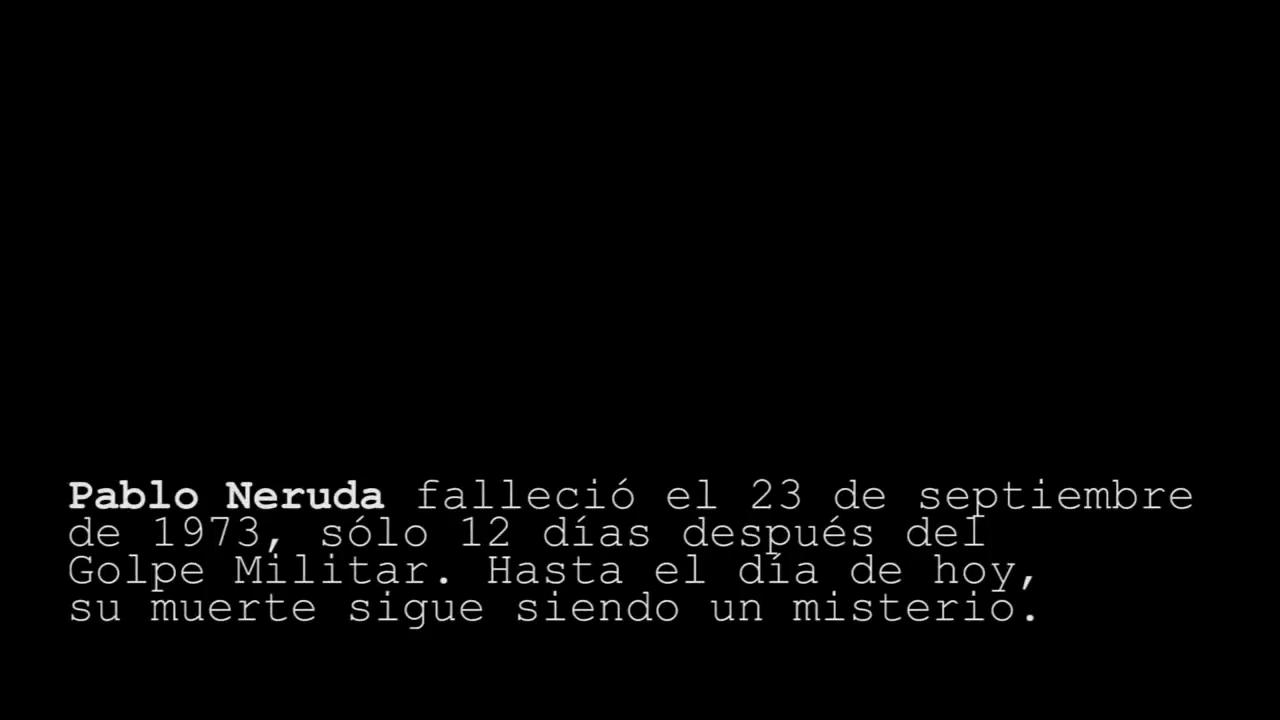 Pablo Neruda falleció el 23 de septiembre
de 1973, sólo 12 días después del
Golpe Militar. Hasta el día de hoy,
su muerte sigue siendo un misterio.